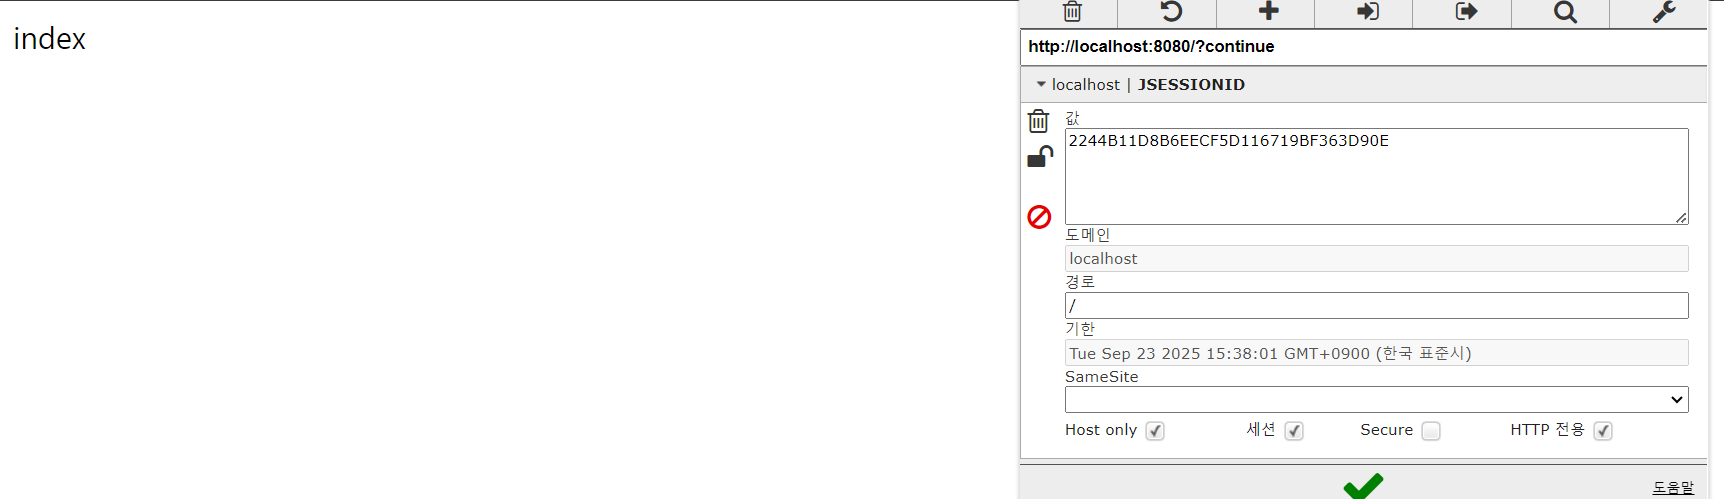 index
http://localhost:8080/?continue
localhost | JSESSIONID
값
2244B11D8B6EECF5D116719BF363D90E
도메인
localhost
경로
/
기한
Tue Sep 23 2025 15:38:01 GMT+0900 (한국 표준시)
SameSite
Host only 세션 Secure HTTP 전용
도움말